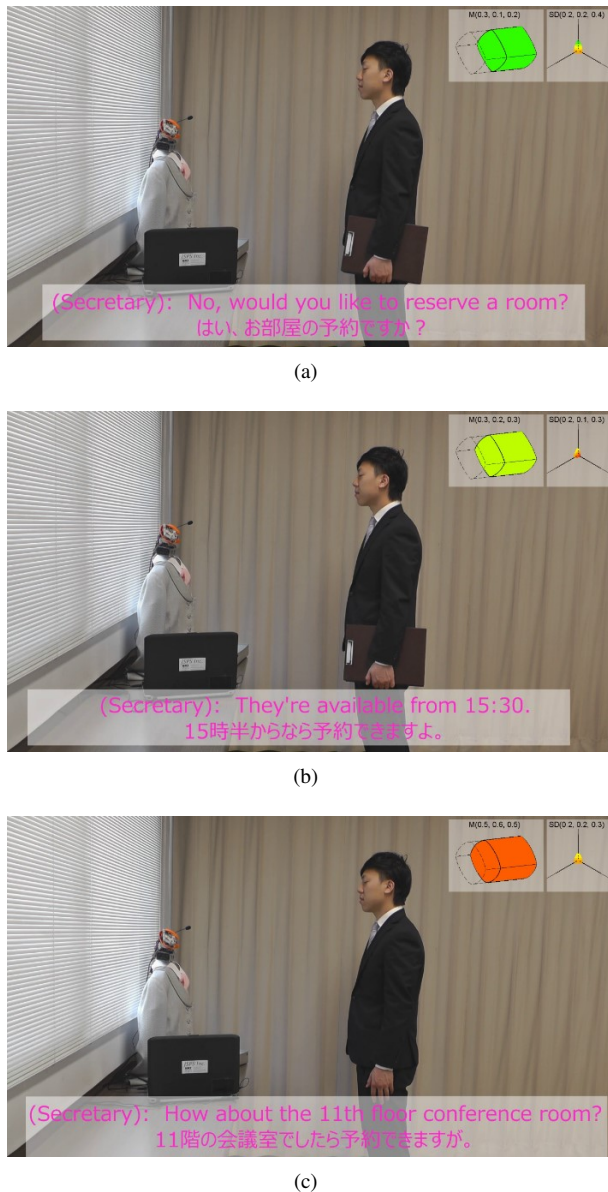 M(0.3, 0.1, 0.2)
SD(0.2, 0.2, 0.4)
(Secretary): No, would you like to reserve a room?
はい、お部屋の予約ですか？
(a)
M(0.3, 0.2, 0.3)
SD(0.2, 0.1, 0.3)
(Secretary): They're available from 15:30.
15時半からなら予約できますよ。
(b)
M(0.5, 0.6, 0.5)
SD(0.2, 0.2, 0.3)
(Secretary): How about the 11th floor conference room?
11階の会議室でしたら予約できますが。
(c)